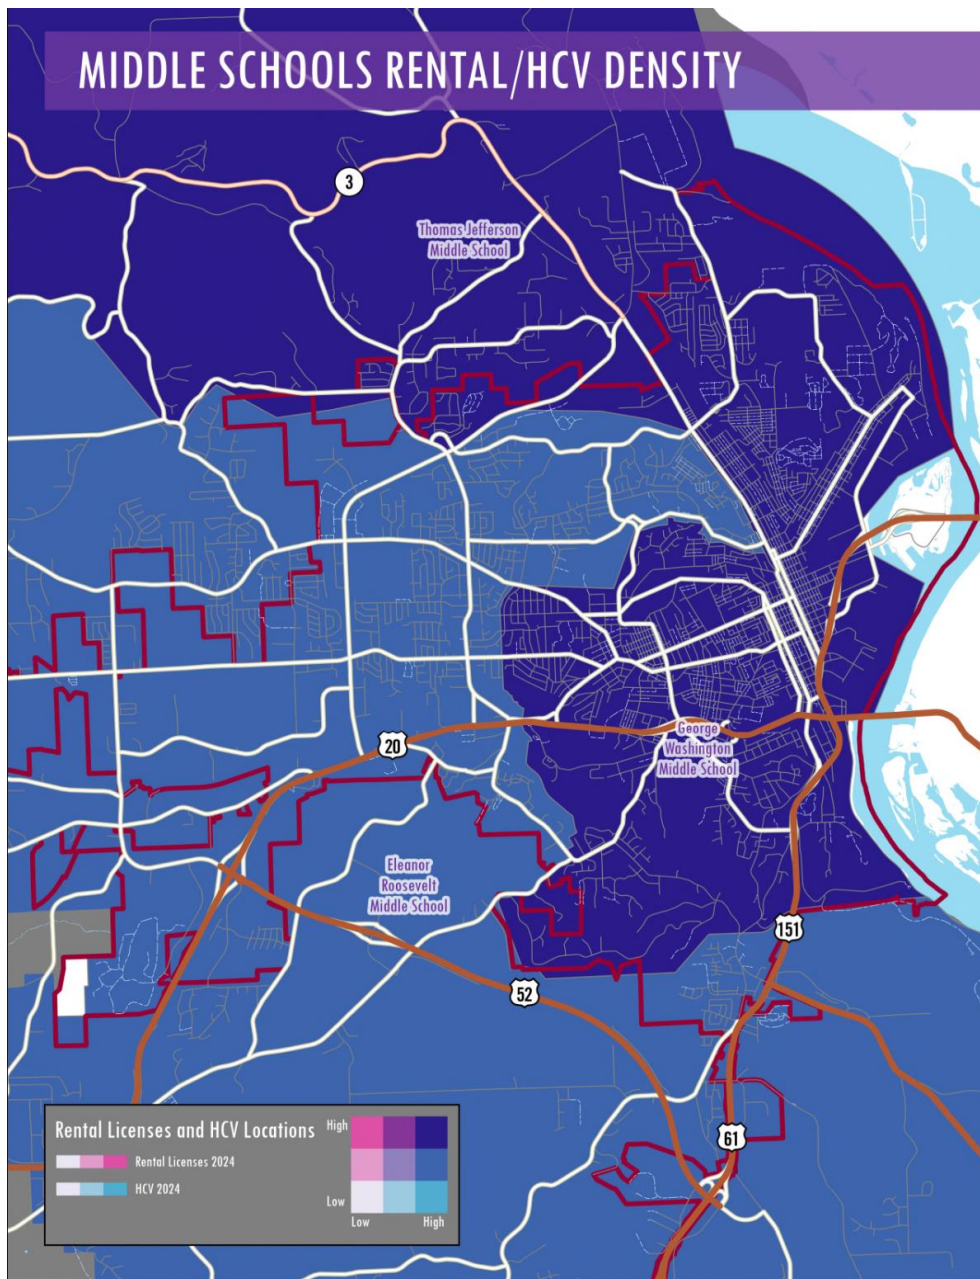 MIDDLE SCHOOLS RENTAL/HCV DENSITY
3
Thomas Jefferson
Middle School
20
George
Washington
Middle School
Eleanor
Roosevelt
Middle School
151
52
61
Rental Licenses and HCV Locations
Rental Licenses 2024
HCV 2024
High
Low
Low
High